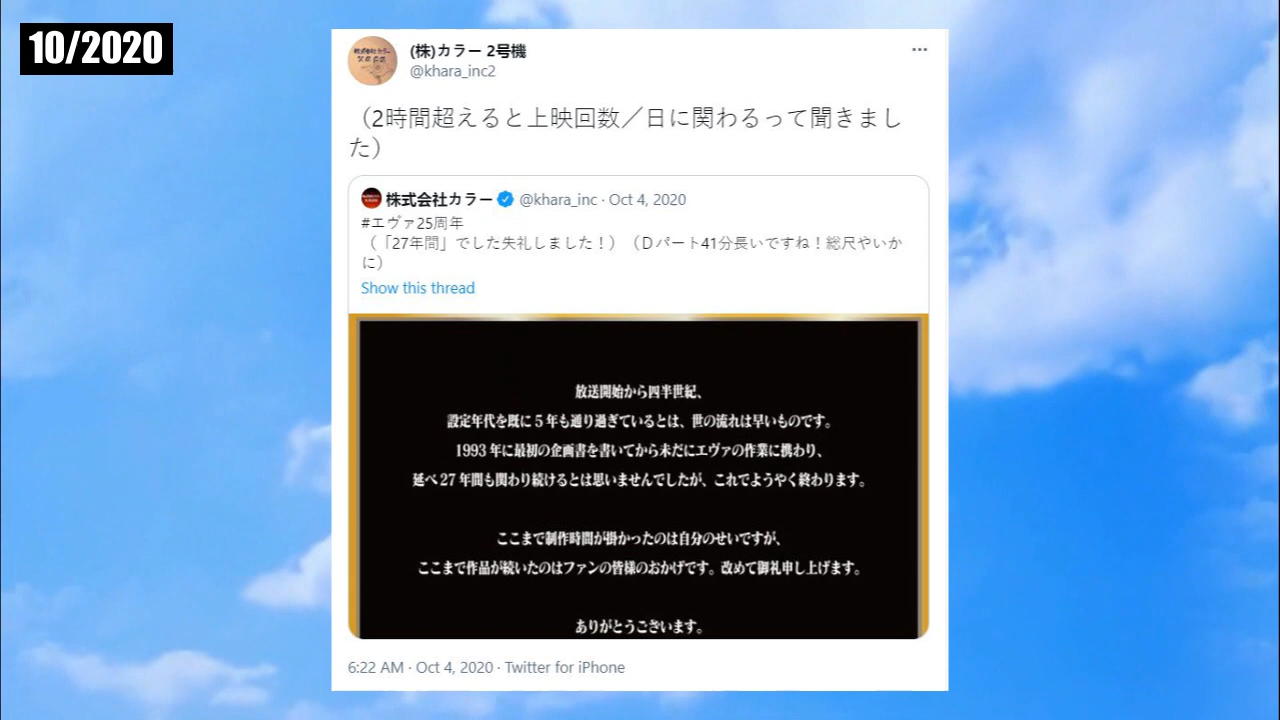 10/2020
(株)カラー 2号機
@khara_inc2
（2時間超えると上映回数／日に関わるって聞きまし
た）
株式会社カラー @khara_inc · Oct 4, 2020
#エヴァ25周年
（「27年間」でした失礼しました！）（Dパート41分長いですね！総尺やいか
に）
Show this thread
放送開始から四半世紀、
設定年代を既に5年も通り過ぎているとは、世の流れは早いものです。
1993年に最初の企画書を書いてから未だにエヴァの作業に携わり、
延べ27年間も関わり続けるとは思いませんでしたが、これでようやく終わります。
ここまで制作時間が掛かったのは自分のせいですが、
ここまで作品が続いたのはファンの皆様のおかげです。改めて御礼申し上げます。
ありがとうございます。
6:22 AM · Oct 4, 2020 · Twitter for iPhone